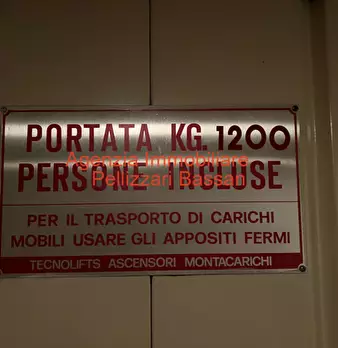 PORTATA KG. 1200
Agenzia Immobiliare
PERSONE INCLUSE
Pellizzari Bassan
PER IL TRASPORTO DI CARICHI
MOBILI USARE GLI APPOSITI FERMI
TECNOLIFTS ASCENSORI MONTACARICHI